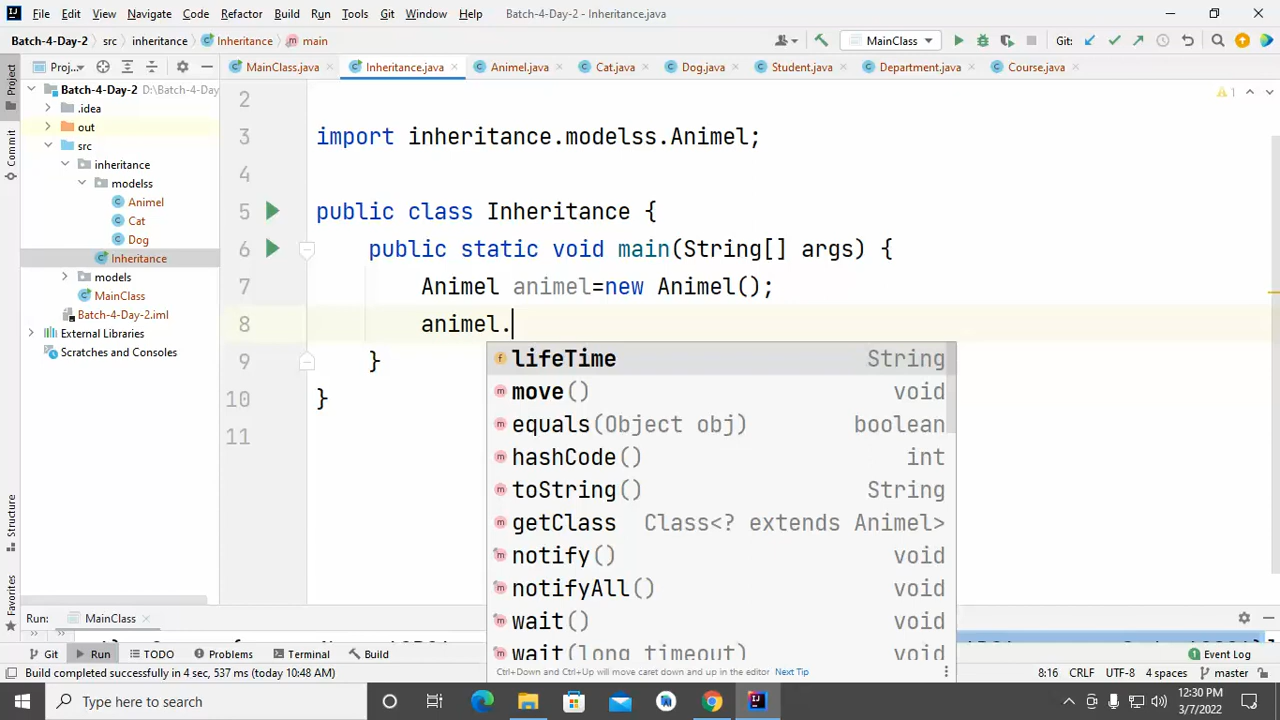 File Edit View Navigate Code Refactor Build Run Tools Git Window Help Batch-4-Day-2 - Inheritance.java
Batch-4-Day-2 src inheritance Inheritance main MainClass Git:
Proj... MainClass.java Inheritance.java Animel.java Cat.java Dog.java Student.java Department.java Course.java
Project
Commit
Structure
Favorites
Batch-4-Day-2 D:\Batch-4-Day
.idea
out
src
inheritance
modelss
Animel
Cat
Dog
Inheritance
models
MainClass
Batch-4-Day-2.iml
External Libraries
Scratches and Consoles
1
2
3 import inheritance.modelss.Animel;
4
5 public class Inheritance {
6 public static void main(String[] args) {
7 Animel animel=new Animel();
8 animel.
9 }
10 }
11
lifeTime String
move() void
equals(Object obj) boolean
hashCode() int
toString() String
getClass Class<? extends Animel>
notify() void
notifyAll() void
wait() void
wait(long timeout) void
Ctrl+Down and Ctrl+Up will move caret down and up in the editor Next Tip
Run: MainClass
Git Run TODO Problems Terminal Build 1 Event Log
Build completed successfully in 4 sec, 537 ms (today 10:48 AM) 8:16 CRLF UTF-8 4 spaces master
Type here to search
12:30 PM
3/7/2022